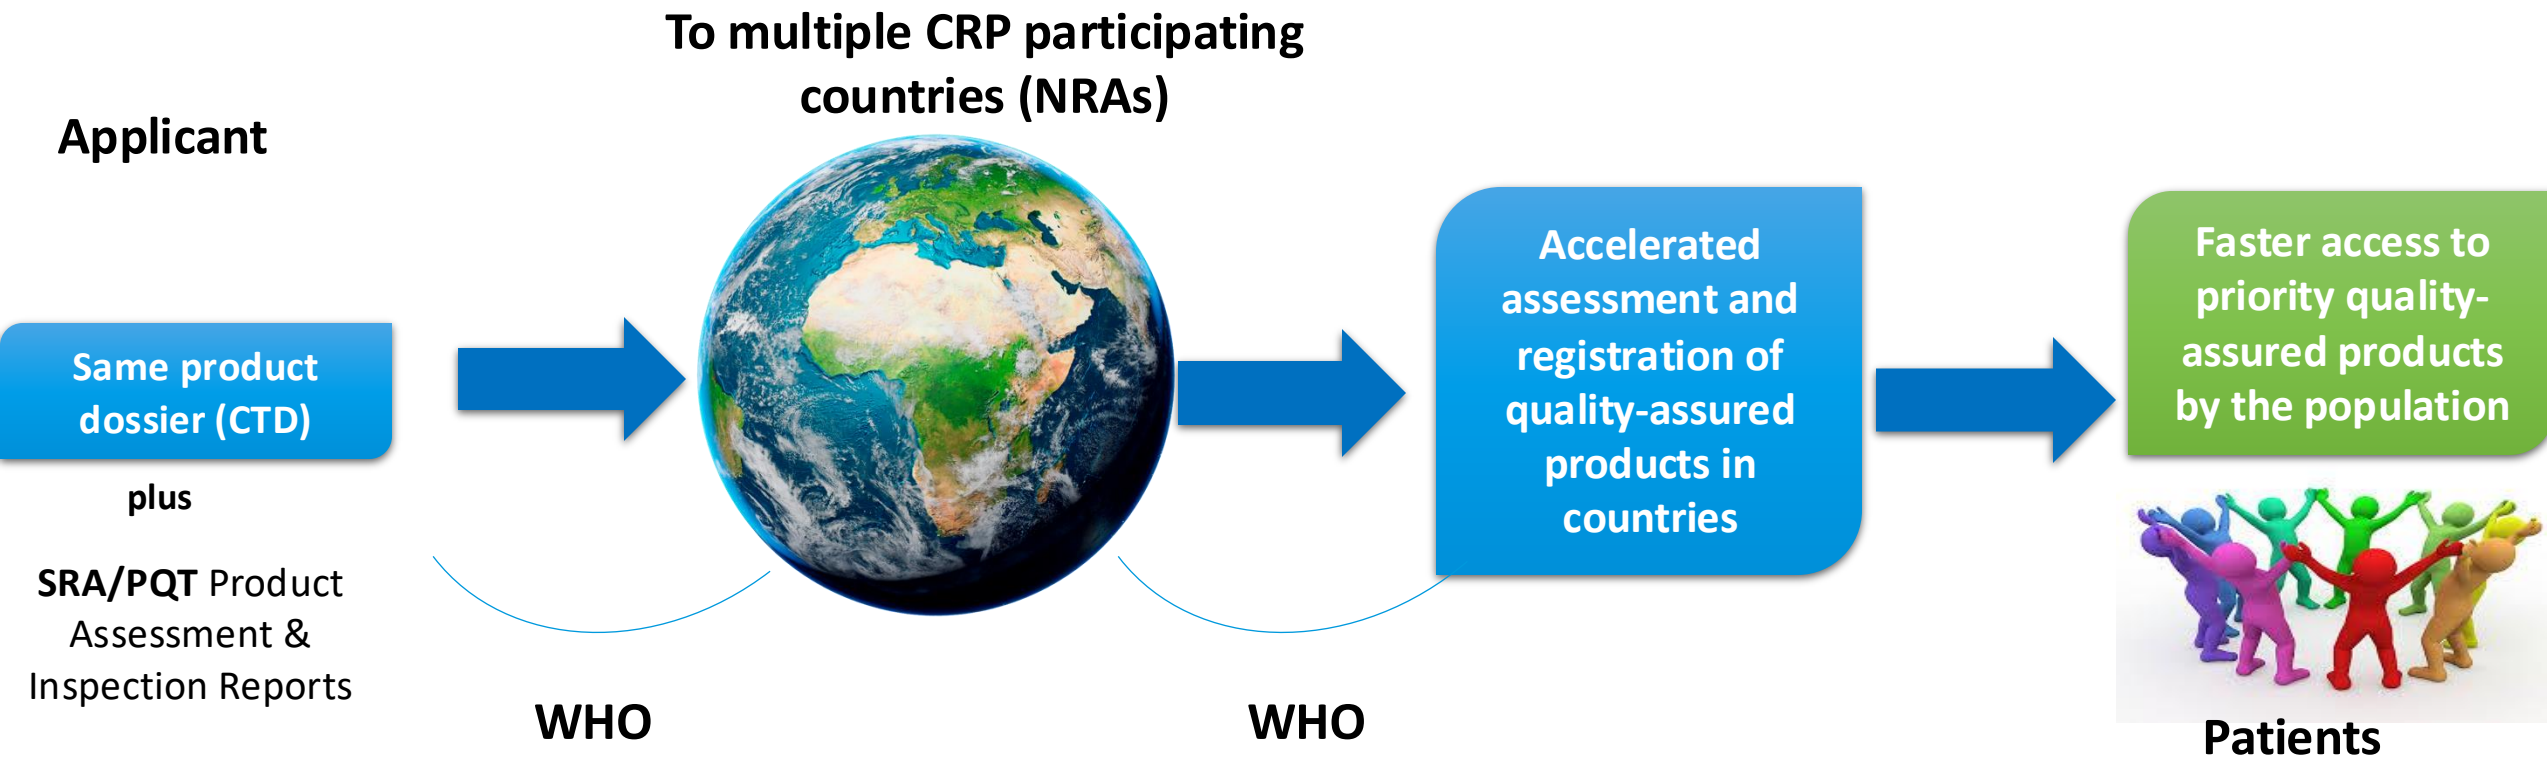 To multiple CRP participating
countries (NRAs)
Applicant
Same product
dossier (CTD)
plus
SRA/PQT Product
Assessment &
Inspection Reports
WHO
WHO
Accelerated
assessment and
registration of
quality-assured
products in
countries
Faster access to
priority quality-
assured products
by the population
Patients